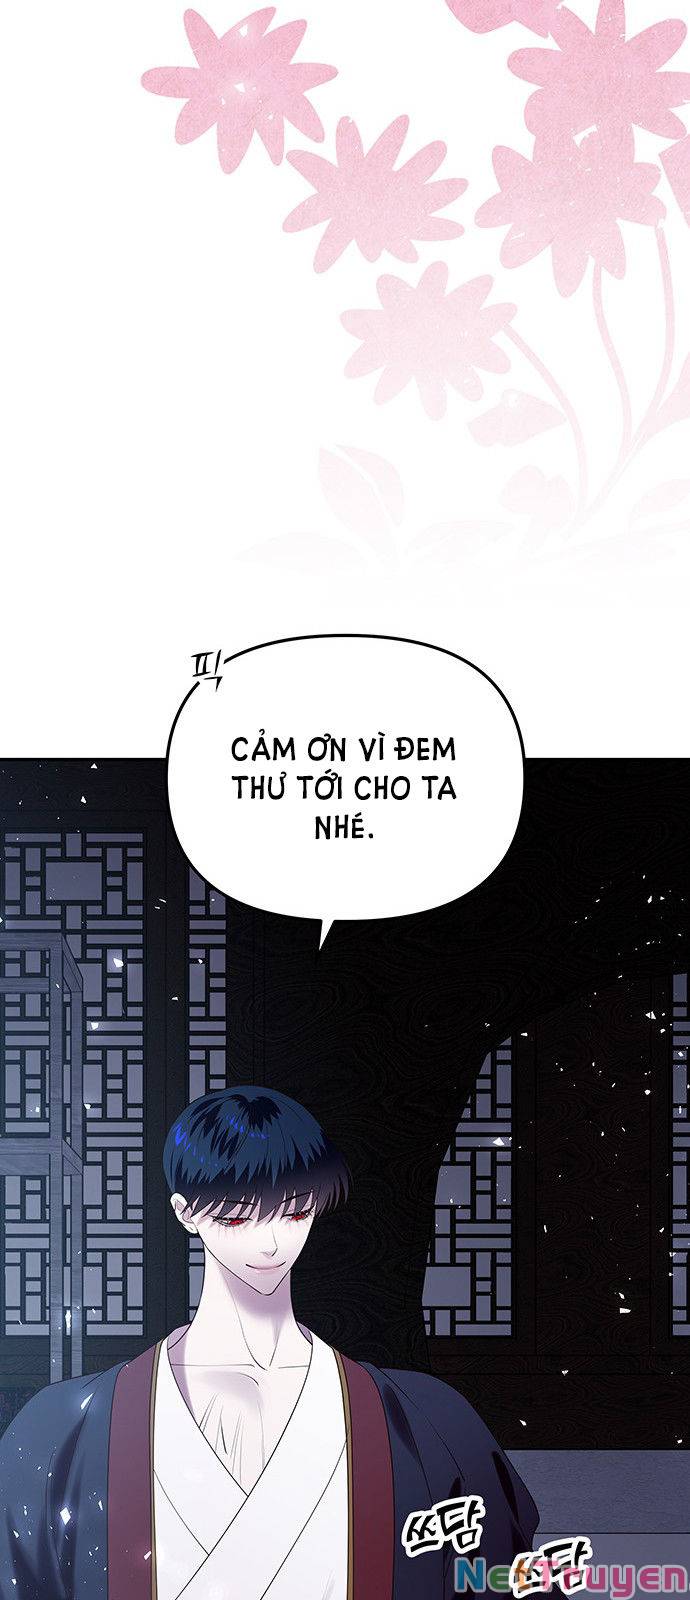 픽
CẢM ƠN VÌ ĐEM
THƯ TỚI CHO TA
NHÉ.
쓰담
쓰담
NetTruyen